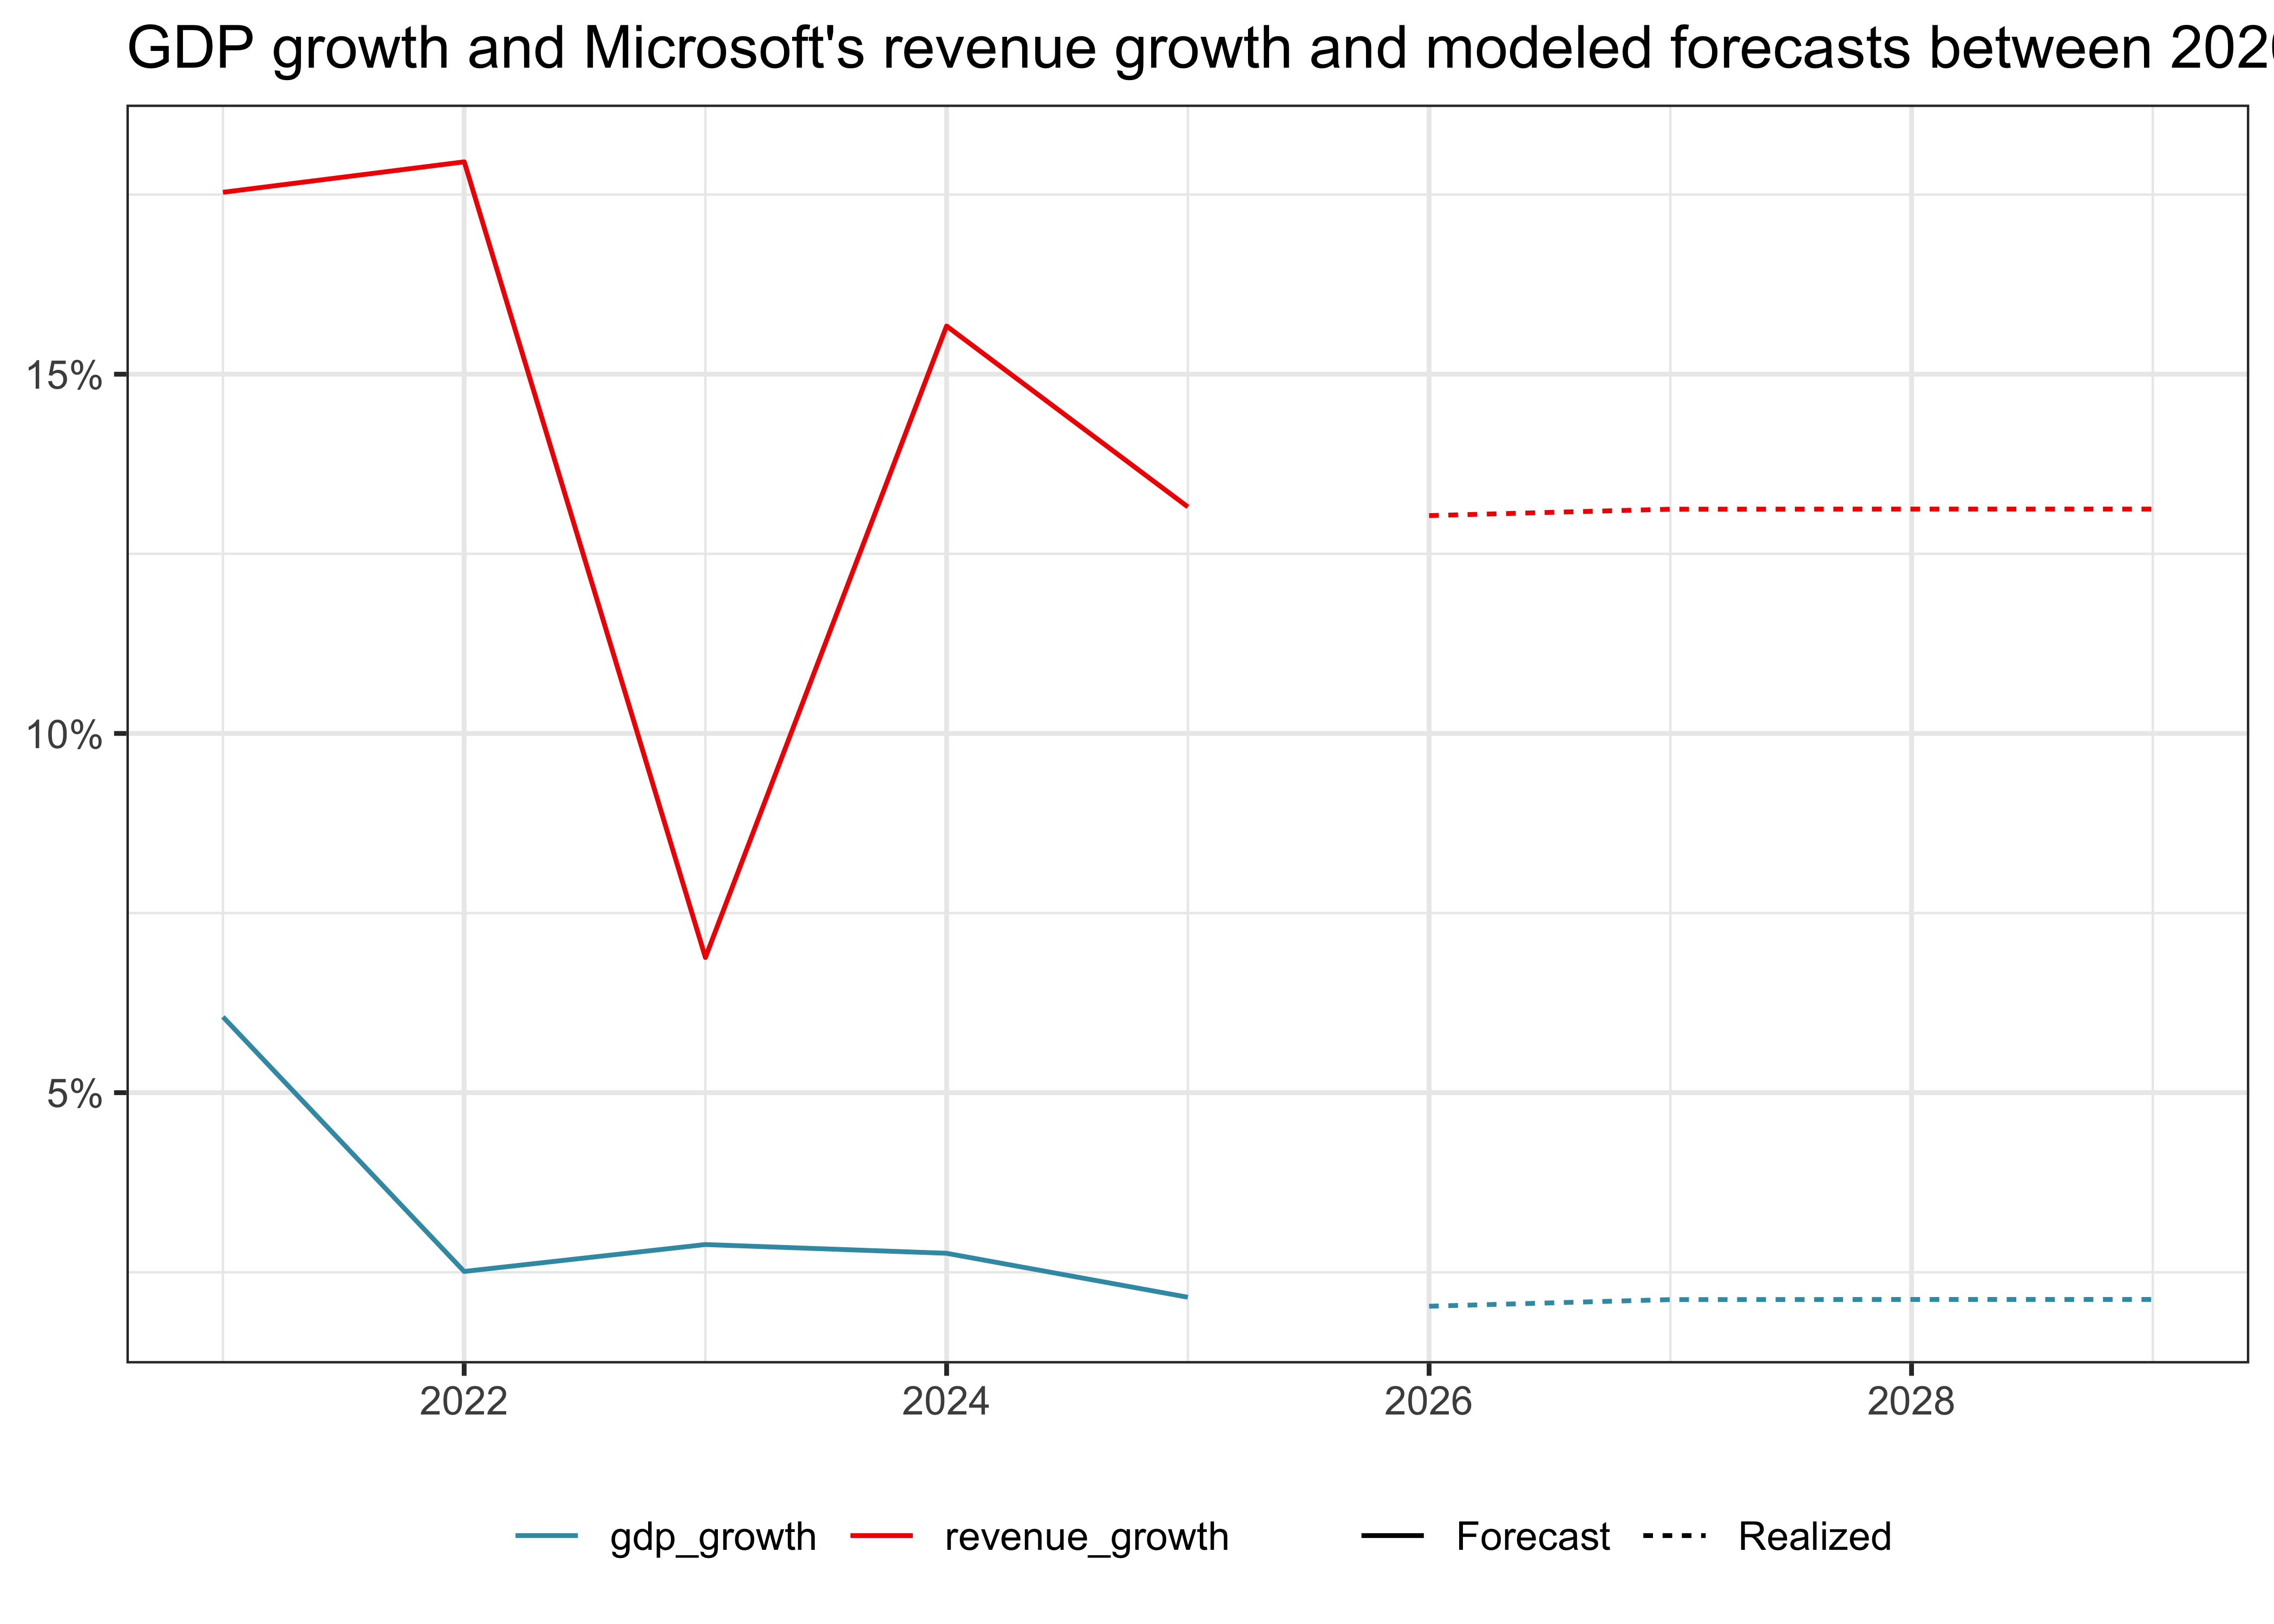 GDP growth and Microsoft's revenue growth and modeled forecasts between 202
15%
10%
5%
2022 2024 2026 2028
gdp_growth revenue_growth Forecast Realized